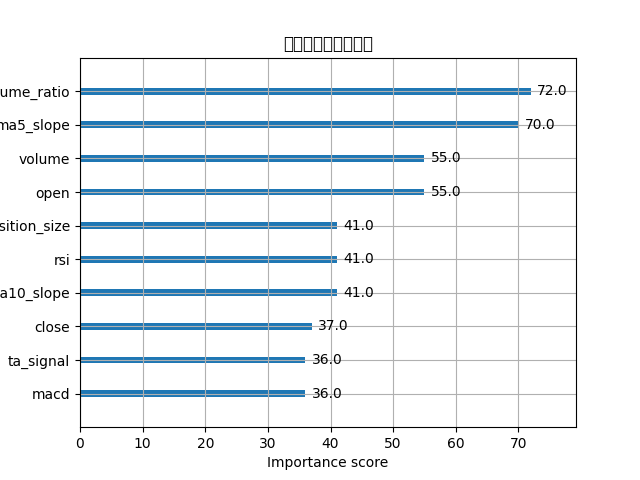 ume_ratio
72.0
ma5_slope
70.0
volume
55.0
open
55.0
sition_size
41.0
rsi
41.0
a10_slope
41.0
close
37.0
ta_signal
36.0
macd
36.0
0 10 20 30 40 50 60 70
Importance score